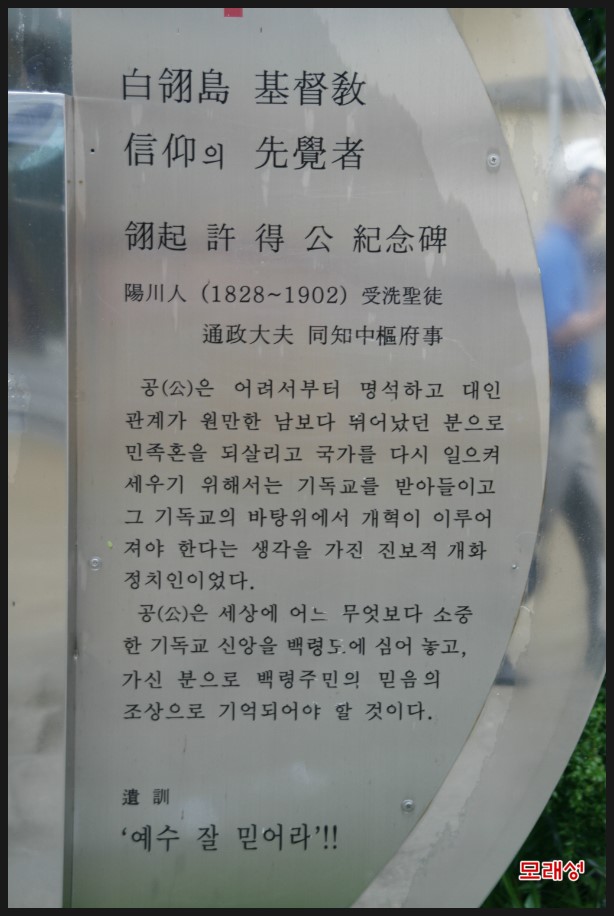 白翎島 基督教
信仰의 先覺者
翎起 許 得 公 紀念碑
陽川人 (1828~1902) 受洗聖徒
通政大夫 同知中樞府事
공(公)은 어려서부터 명석하고 대인
관계가 원만한 남보다 뛰어났던 분으로
민족혼을 되살리고 국가를 다시 일으켜
세우기 위해서는 기독교를 받아들이고
그 기독교의 바탕위에서 개혁이 이루어
져야 한다는 생각을 가진 진보적 개화
정치인이었다.
공(公)은 세상에 어느 무엇보다 소중
한 기독교 신앙을 백령도에 심어 놓고,
가신 분으로 백령주민의 믿음의
조상으로 기억되어야 할 것이다.
遺 訓
'예수 잘 믿어라'!!
모래성